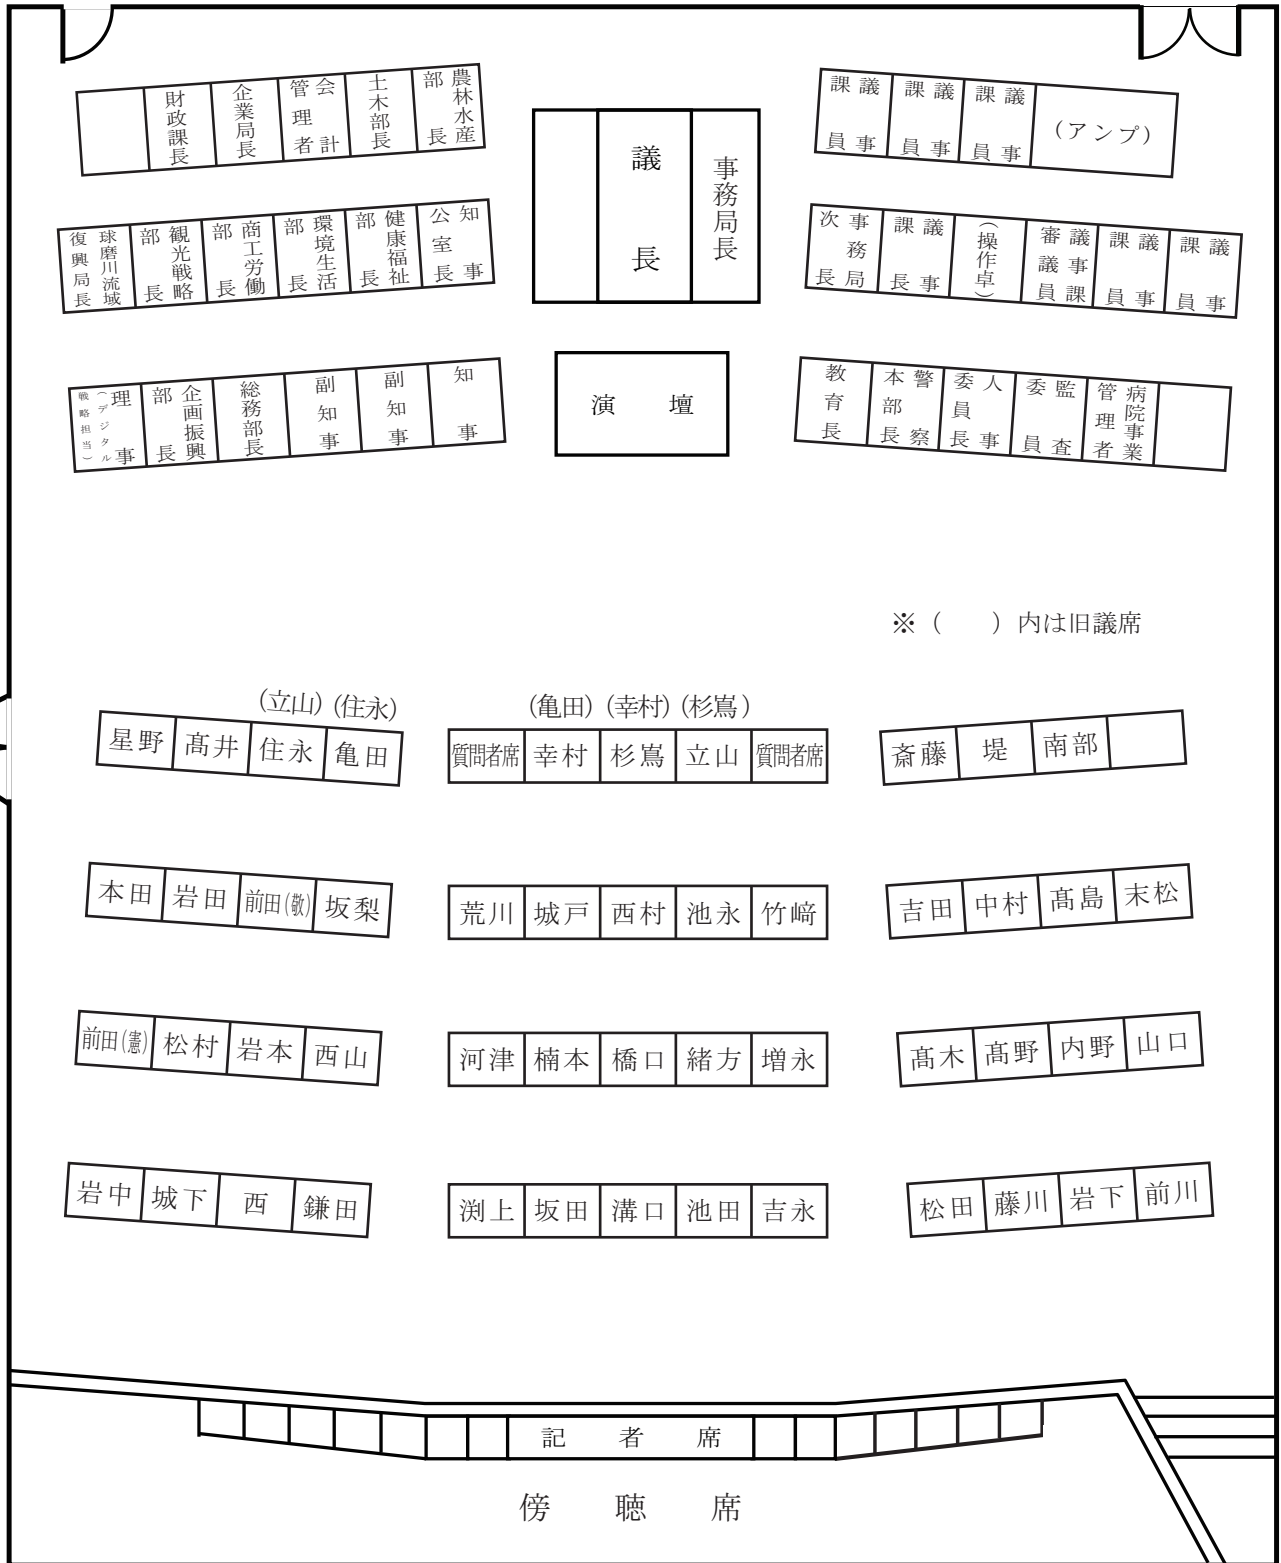 財政課長
企業局長
会計管理者
土木部長
農林水産部長
議長
事務局長
議事課員
議事課員
議事課員
(アンプ)
球磨川流域復興局長
観光戦略部長
商工労働部長
環境生活部長
健康福祉部長
知事公室長
事務局次長
議事課長
(操作卓)
議事課審議員
議事課員
議事課員
理事(デジタル戦略担当)
企画振興部長
総務部長
副知事
副知事
知事
演壇
教育長
警察本部長
人事委員長
監査委員
病院事業管理者
※( )内は旧議席
(立山)(住永)
(亀田)(幸村)(杉嶌)
星野 髙井 住永 亀田
質問者席 幸村 杉嶌 立山 質問者席
斎藤 堤 南部
本田 岩田 前田(敬) 坂梨
荒川 城戸 西村 池永 竹﨑
吉田 中村 髙島 末松
前田(憲) 松村 岩本 西山
河津 楠本 橋口 緒方 増永
髙木 髙野 内野 山口
岩中 城下 西 鎌田
渕上 坂田 溝口 池田 吉永
松田 藤川 岩下 前川
記者席
傍聴席